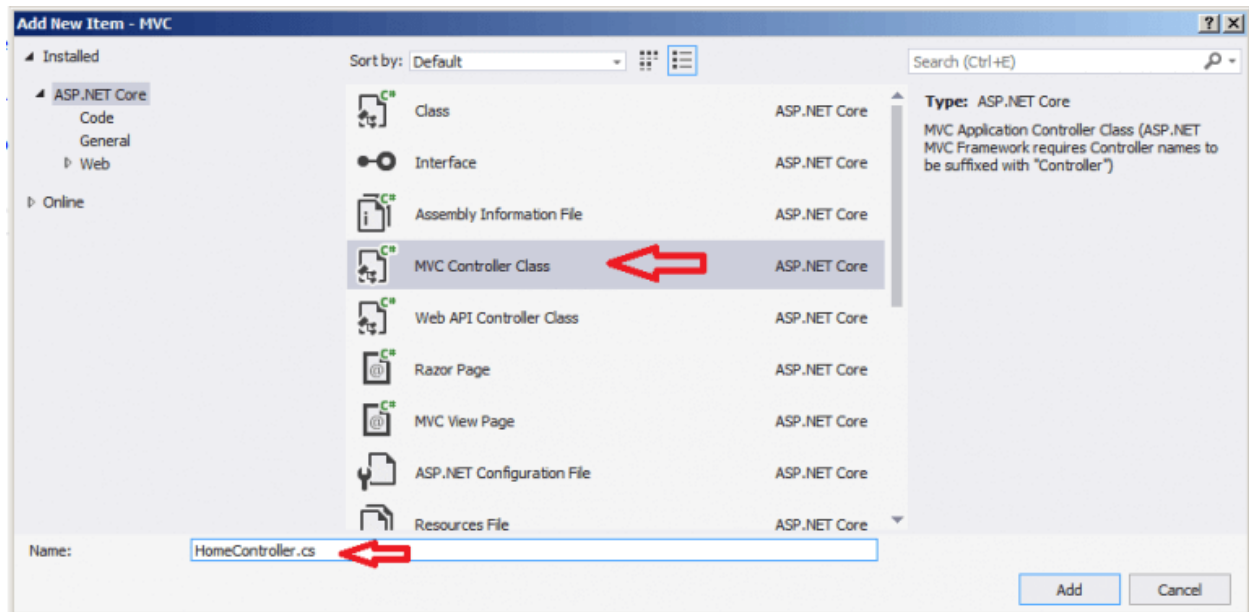 Add New Item - MVC
? X
Installed
Sort by: Default
Search (Ctrl+E)
ASP.NET Core
Code
General
Web
Online
C# Class ASP.NET Core
Interface ASP.NET Core
C# Assembly Information File ASP.NET Core
C# MVC Controller Class ASP.NET Core
C# Web API Controller Class ASP.NET Core
C# @ Razor Page ASP.NET Core
C# @ MVC View Page ASP.NET Core
ASP.NET Configuration File ASP.NET Core
Resources File ASP.NET Core
Type: ASP.NET Core
MVC Application Controller Class (ASP.NET
MVC Framework requires Controller names to
be suffixed with "Controller")
Name: HomeController.cs
Add Cancel